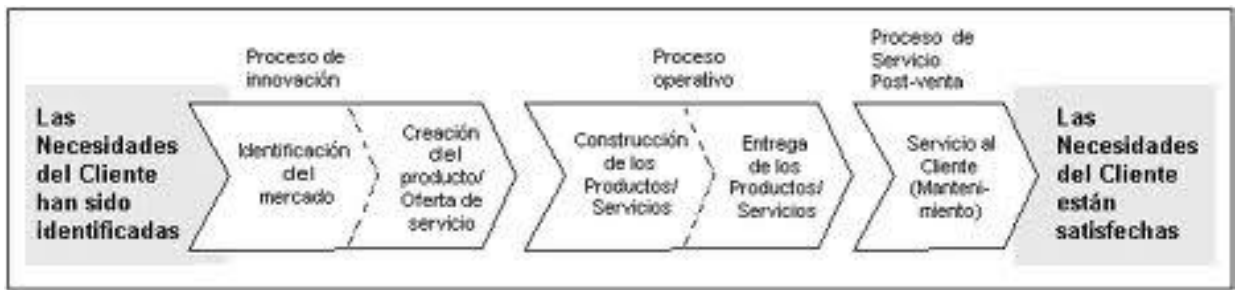 Proceso de
innovación
Proceso
operativo
Proceso de
Servicio
Post-venta
Las
Necesidades
del Cliente
han sido
identificadas
Identificación
del
mercado
Creación
del
producto/
Oferta de
servicio
Construcción
de los
Productos/
Servicios
Entrega
de los
Productos/
Servicios
Servicio al
Cliente
(Manteni-
miento)
Las
Necesidades
del Cliente
están
satisfechas